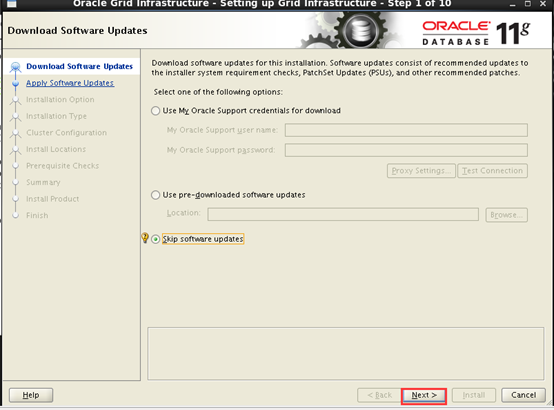 Oracle Grid Infrastructure - Setting up Grid Infrastructure - Step 1 of 10
Download Software Updates
ORACLE
DATABASE 11g
Download Software Updates
Apply Software Updates
Installation Option
Installation Type
Cluster Configuration
Install Locations
Prerequisite Checks
Summary
Install Product
Finish
Download software updates for this installation. Software updates consist of recommended updates to
the installer system requirement checks, PatchSet Updates (PSUs), and other recommended patches.
Select one of the following options:
Use My Oracle Support credentials for download
My Oracle Support user name:
My Oracle Support password:
Proxy Settings... Test Connection
Use pre-downloaded software updates
Location: Browse...
Skip software updates
Help < Back Next > Install Cancel